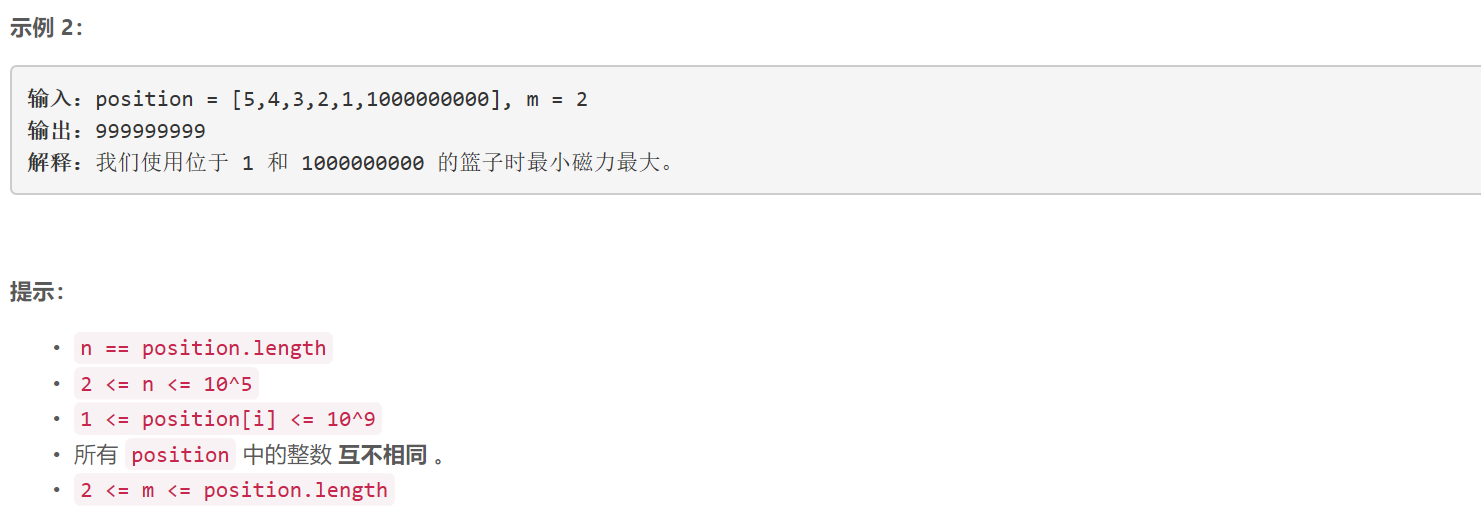 示例 2：
输入：position = [5,4,3,2,1,1000000000], m = 2
输出：999999999
解释：我们使用位于 1 和 1000000000 的篮子时最小磁力最大。
提示：
• n == position.length
• 2 <= n <= 10^5
• 1 <= position[i] <= 10^9
• 所有 position 中的整数 互不相同 。
• 2 <= m <= position.length